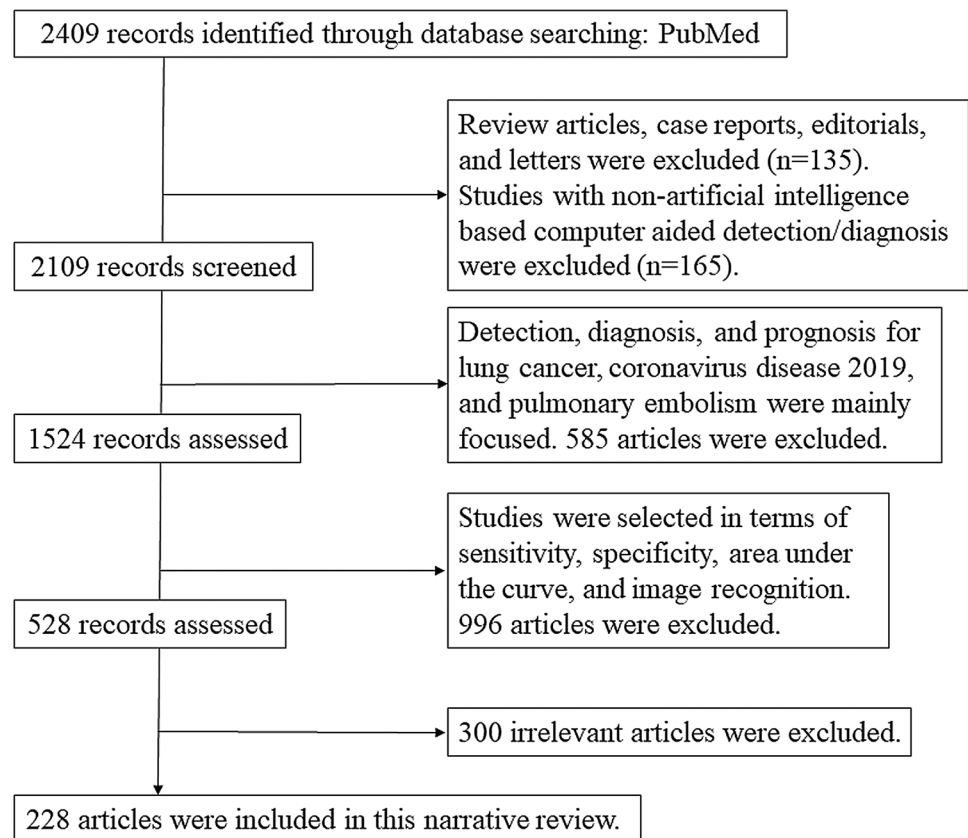 2409 records identified through database searching: PubMed
Review articles, case reports, editorials,
and letters were excluded (n=135).
Studies with non-artificial intelligence
based computer aided detection/diagnosis
were excluded (n=165).
2109 records screened
Detection, diagnosis, and prognosis for
lung cancer, coronavirus disease 2019,
and pulmonary embolism were mainly
focused. 585 articles were excluded.
1524 records assessed
Studies were selected in terms of
sensitivity, specificity, area under
the curve, and image recognition.
996 articles were excluded.
528 records assessed
300 irrelevant articles were excluded.
228 articles were included in this narrative review.